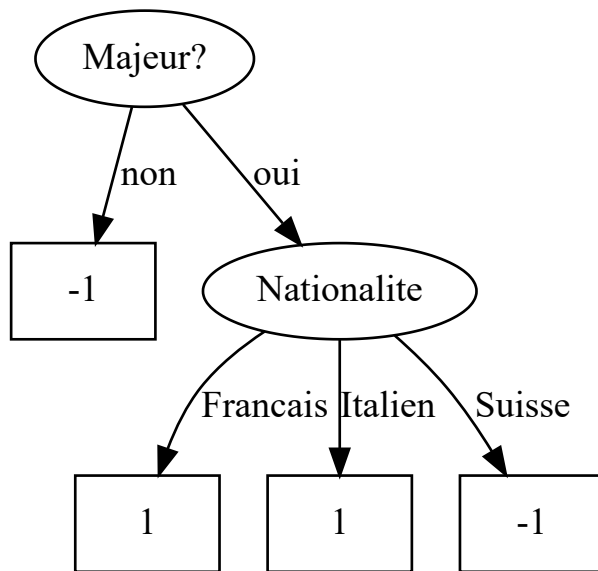 Majeur?
non
oui
-1
Nationalite
Francais
Italien
Suisse
1
1
-1